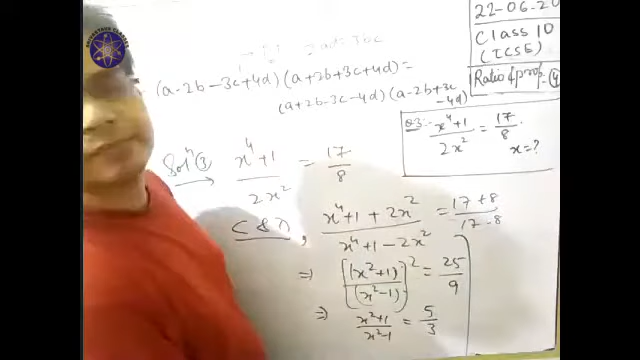 22-06-20
Class 10
(ICSE)
Ratio & prop. (4)
(a-2b-3c+4d)(a+2b+3c+4d)=
(a+2b-3c-4d)(a-2b+3c-4d)
Q3:- x⁴+1/2x² = 17/8.
x=?
Solⁿ ③ x⁴+1/2x² = 17/8
C & D, x⁴+1+2x²/x⁴+1-2x² = 17+8/17-8
⇒ [(x²+1)/(x²-1)]² = 25/9
⇒ x²+1/x²-1 = 5/3